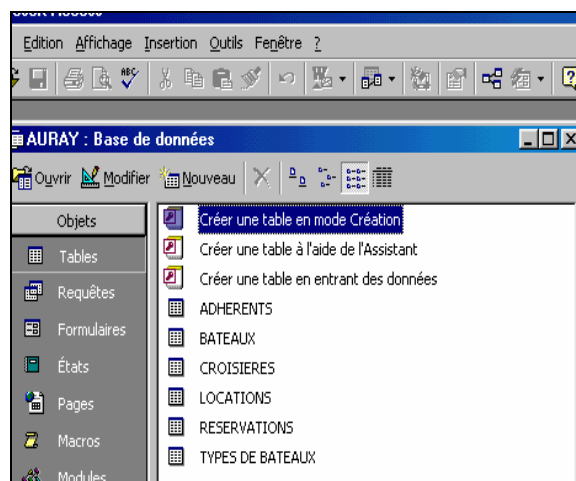 Edition Affichage Insertion Outils Fenêtre ?
AURAY : Base de données
Ouvrir Modifier Nouveau
Objets
Tables
Requêtes
Formulaires
États
Pages
Macros
Modules
Créer une table en mode Création
Créer une table à l'aide de l'Assistant
Créer une table en entrant des données
ADHERENTS
BATEAUX
CROISIERES
LOCATIONS
RESERVATIONS
TYPES DE BATEAUX